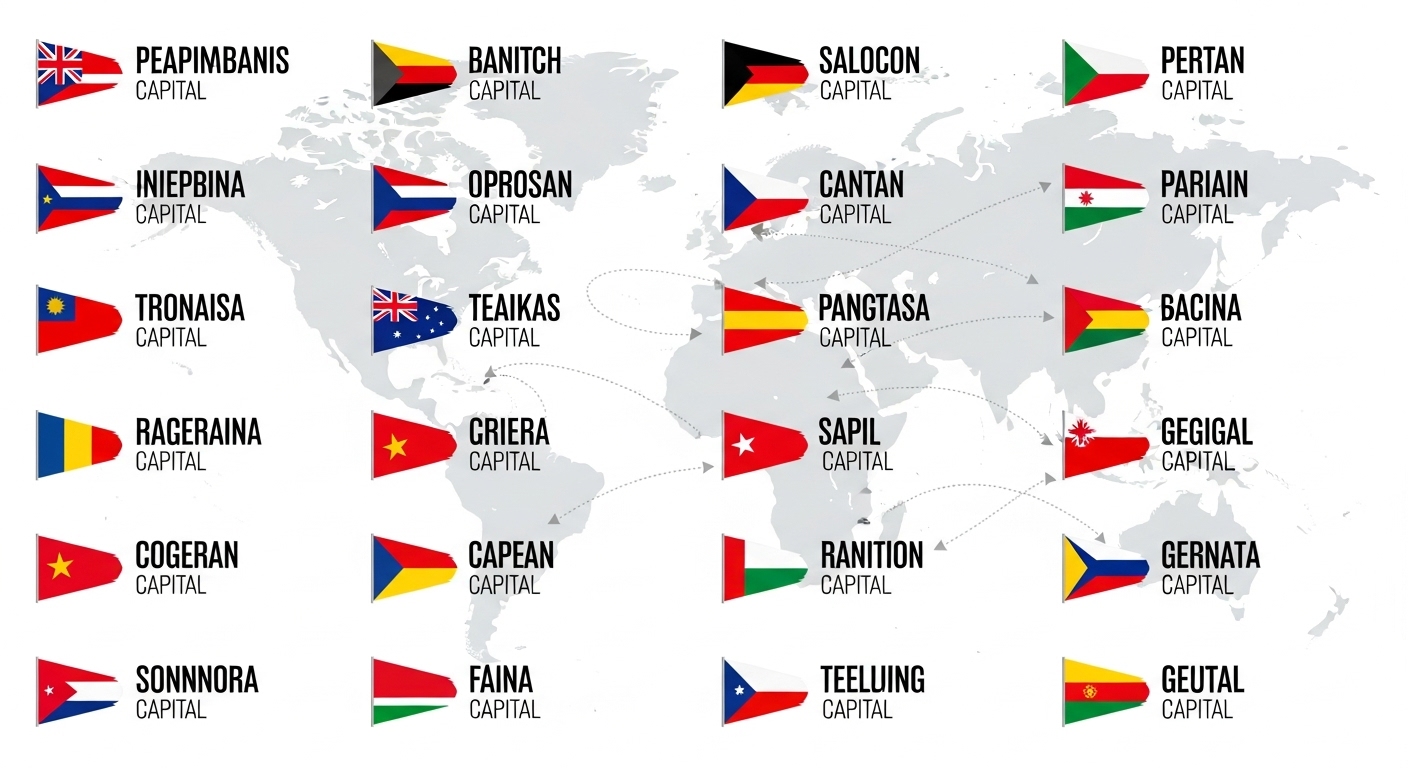 PEAPIMBANIS
CAPITAL
BANITCH
CAPITAL
SALOCON
CAPITAL
PERTAN
CAPITAL
INIEPBINA
CAPITAL
OPROSAN
CAPITAL
CANTAN
CAPITAL
PARIAIN
CAPITAL
TRONAISA
CAPITAL
TEAIKAS
CAPITAL
PANGTASA
CAPITAL
BACINA
CAPITAL
RAGERAINA
CAPITAL
GRIERA
CAPITAL
SAPIL
CAPITAL
GEGIGAL
CAPITAL
COGERAN
CAPITAL
CAPEAN
CAPITAL
RANITION
CAPITAL
GERNATA
CAPITAL
SONNNORA
CAPITAL
FAINA
CAPITAL
TEELUING
CAPITAL
GEUTAL
CAPITAL